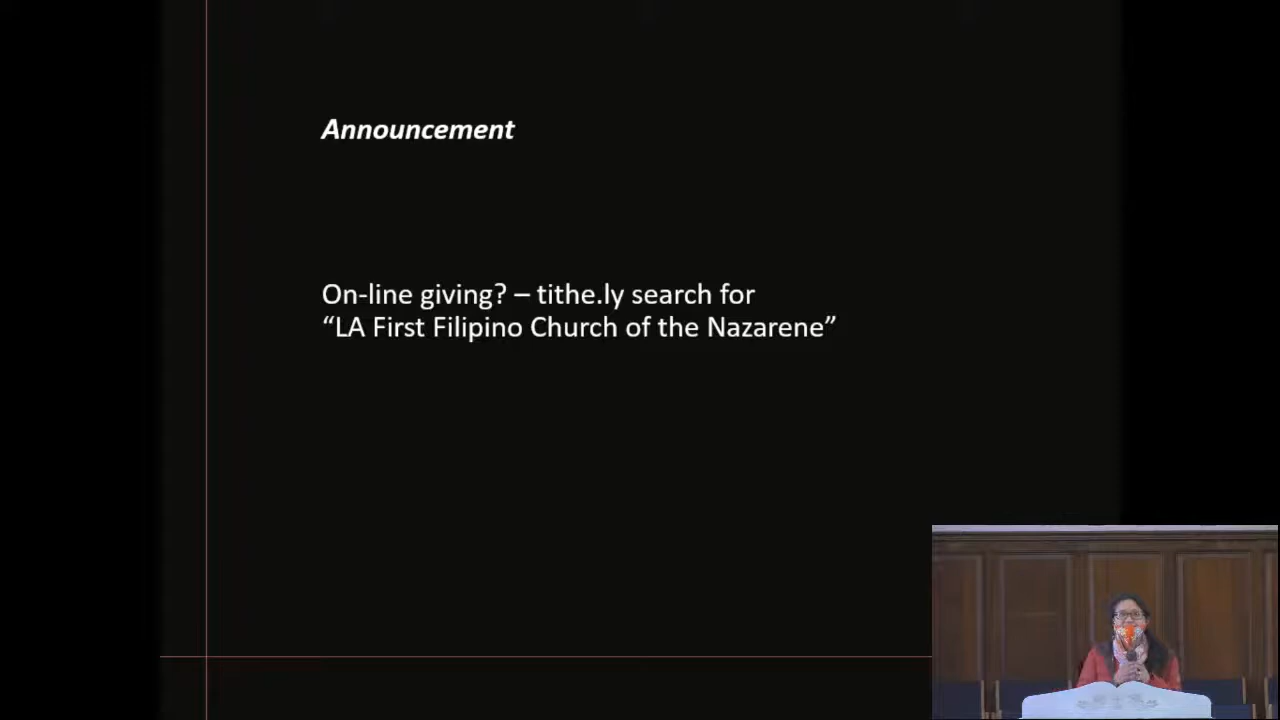 Announcement
On-line giving? – tithe.ly search for
“LA First Filipino Church of the Nazarene”